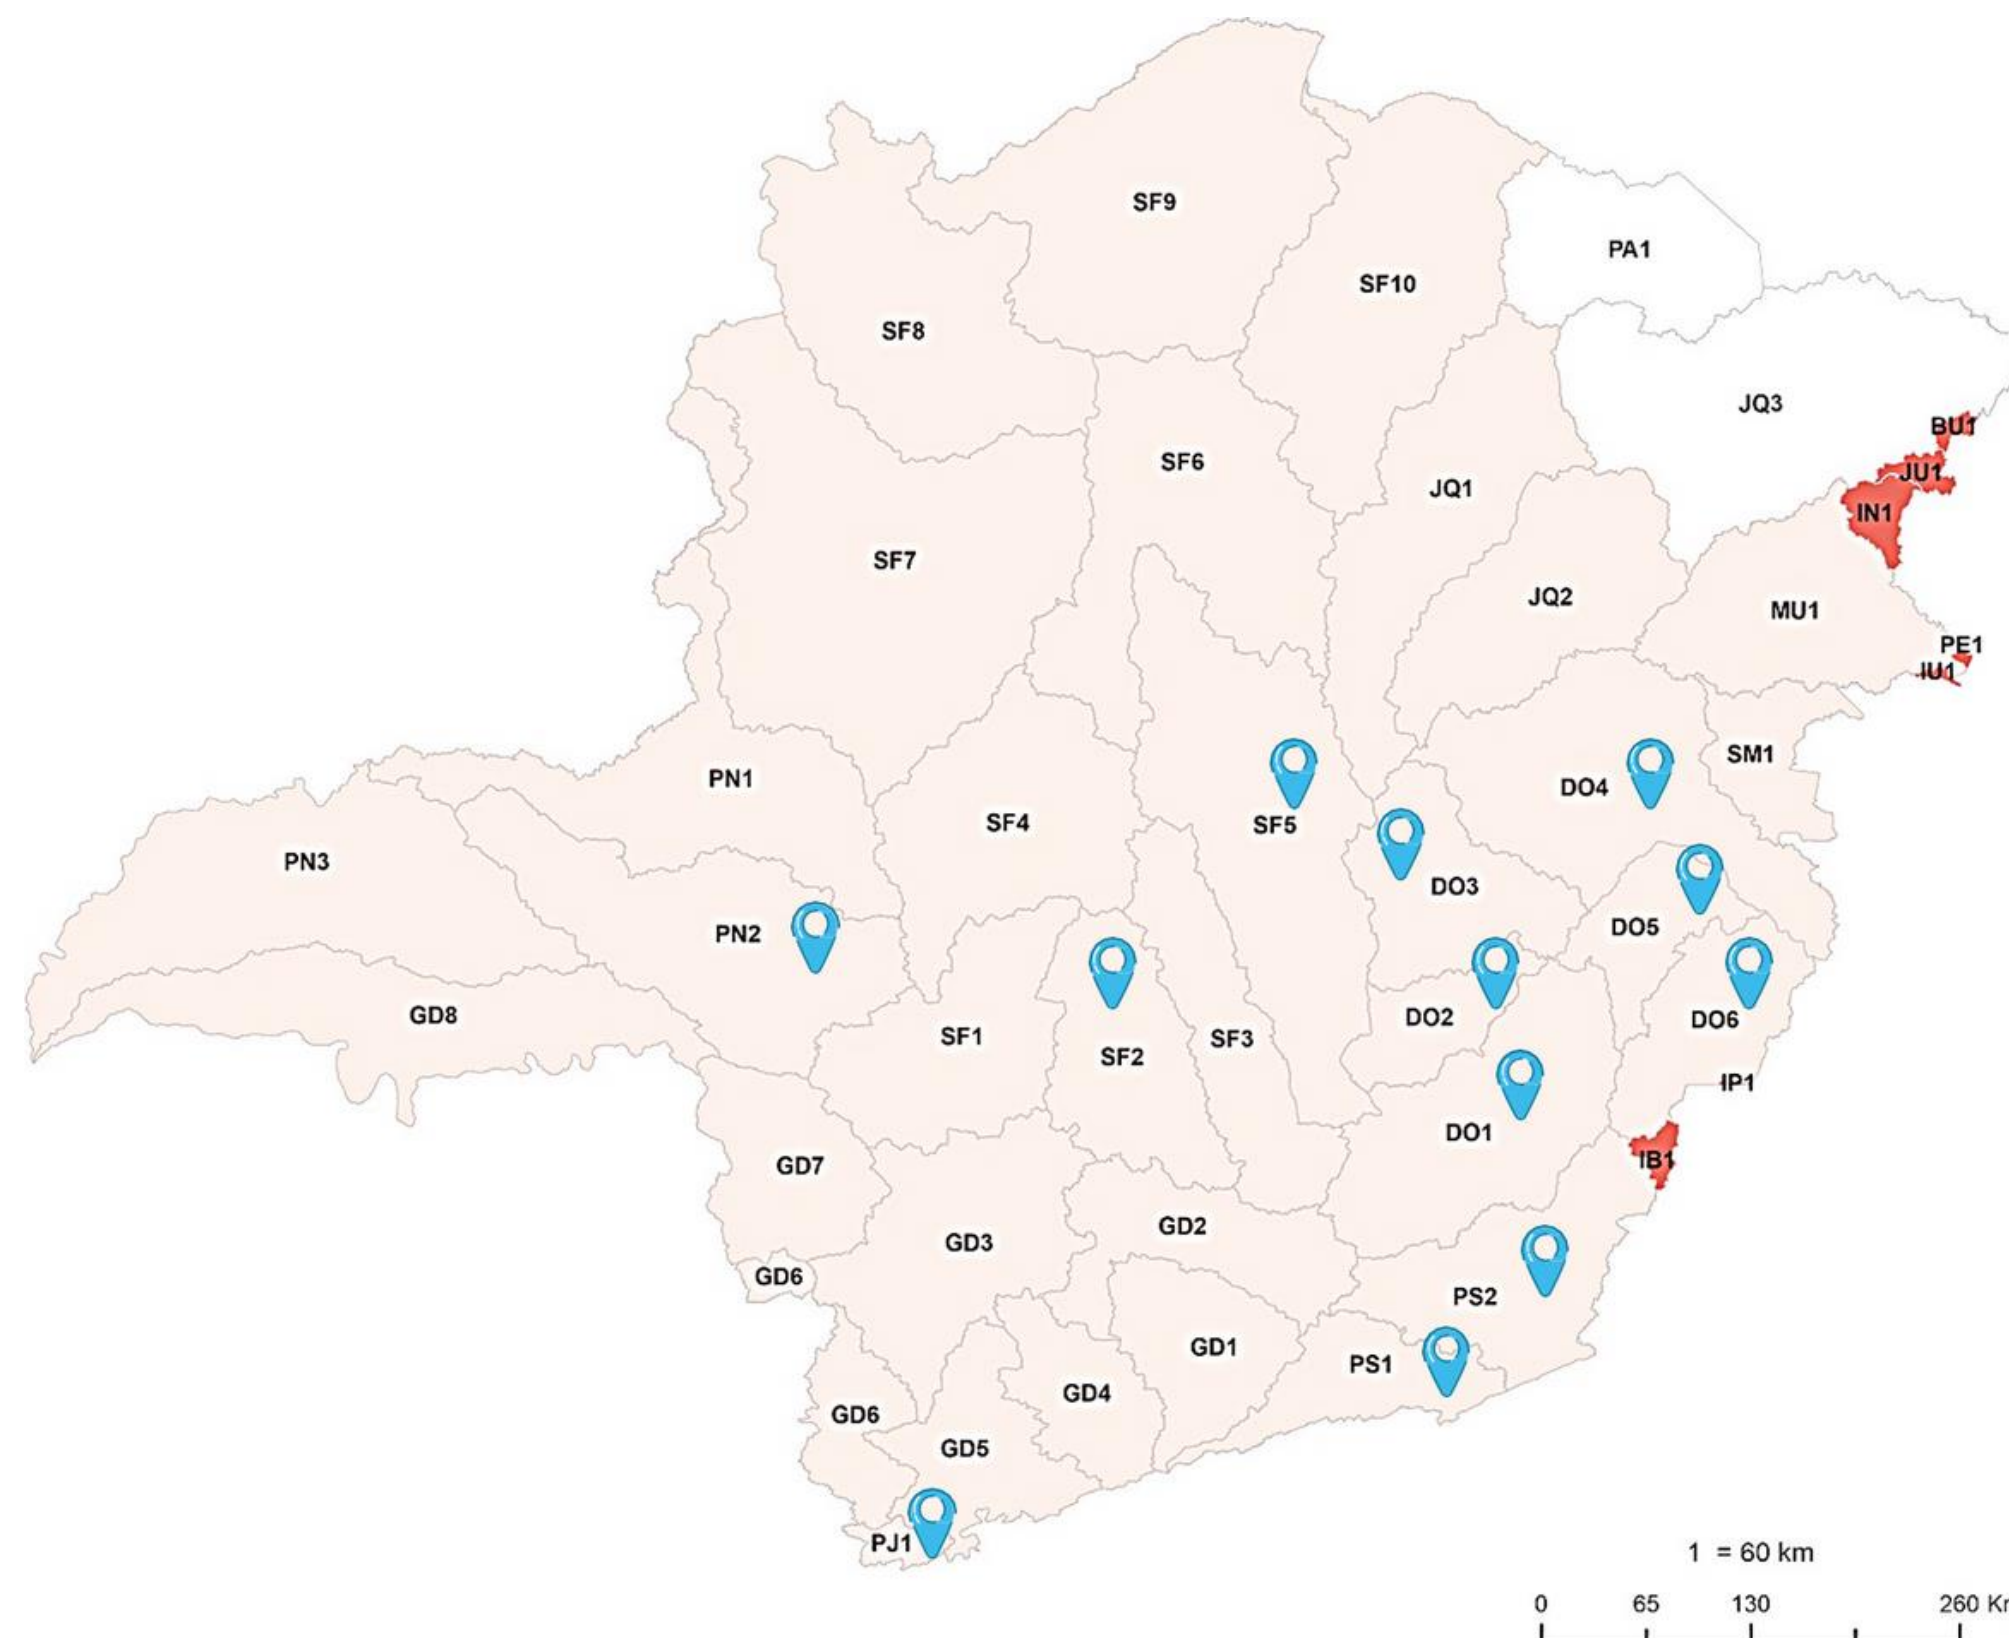 SF9
PA1
SF10
SF8
JQ3
BU1
SF6
JU1
JQ1
IN1
SF7
JQ2
MU1
PE1
IU1
SM1
PN1
DO4
SF4
SF5
PN3
DO3
DO5
PN2
GD8
DO2
DO6
SF1
SF3
SF2
IP1
DO1
IB1
GD7
GD2
GD3
GD6
PS2
GD1
PS1
GD4
GD6
GD5
PJ1
1 = 60 km
0 65 130 260 Kr